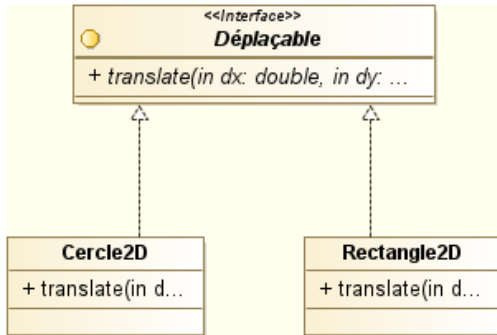 <<Interface>>
Déplaçable
+ translate(in dx: double, in dy: ...
Cercle2D
+ translate(in d...
Rectangle2D
+ translate(in d...